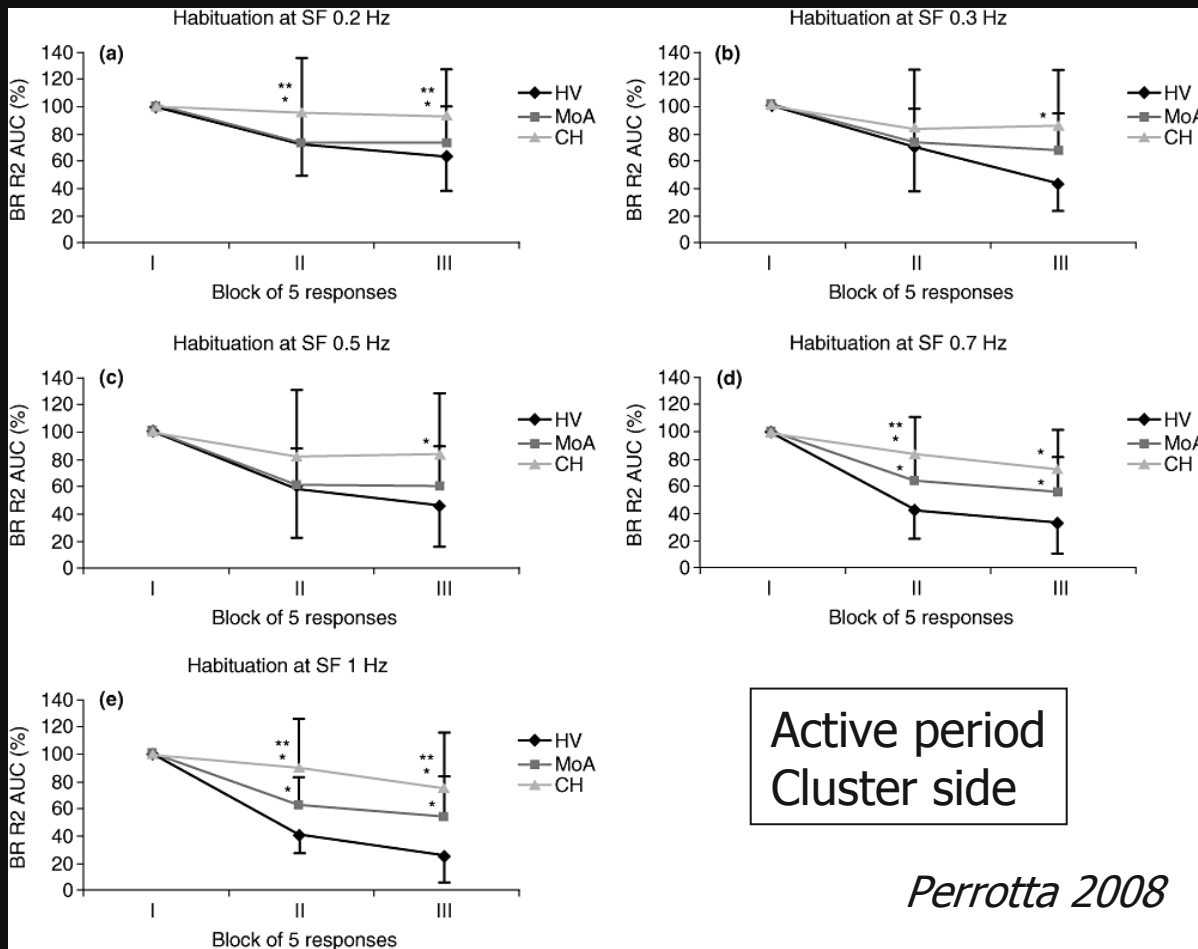 Habituation at SF 0.2 Hz
(a)
BR R2 AUC (%)
140
120
100
80
60
40
20
0
**
*
**
*
HV
MoA
CH
I II III
Block of 5 responses
Habituation at SF 0.3 Hz
(b)
BR R2 AUC (%)
140
120
100
80
60
40
20
0
*
HV
MoA
CH
I II III
Block of 5 responses
Habituation at SF 0.5 Hz
(c)
BR R2 AUC (%)
140
120
100
80
60
40
20
0
*
HV
MoA
CH
I II III
Block of 5 responses
Habituation at SF 0.7 Hz
(d)
BR R2 AUC (%)
140
120
100
80
60
40
20
0
**
*
*
*
*
HV
MoA
CH
I II III
Block of 5 responses
Habituation at SF 1 Hz
(e)
BR R2 AUC (%)
140
120
100
80
60
40
20
0
**
*
*
**
*
*
HV
MoA
CH
I II III
Block of 5 responses
Active period
Cluster side
Perrotta 2008